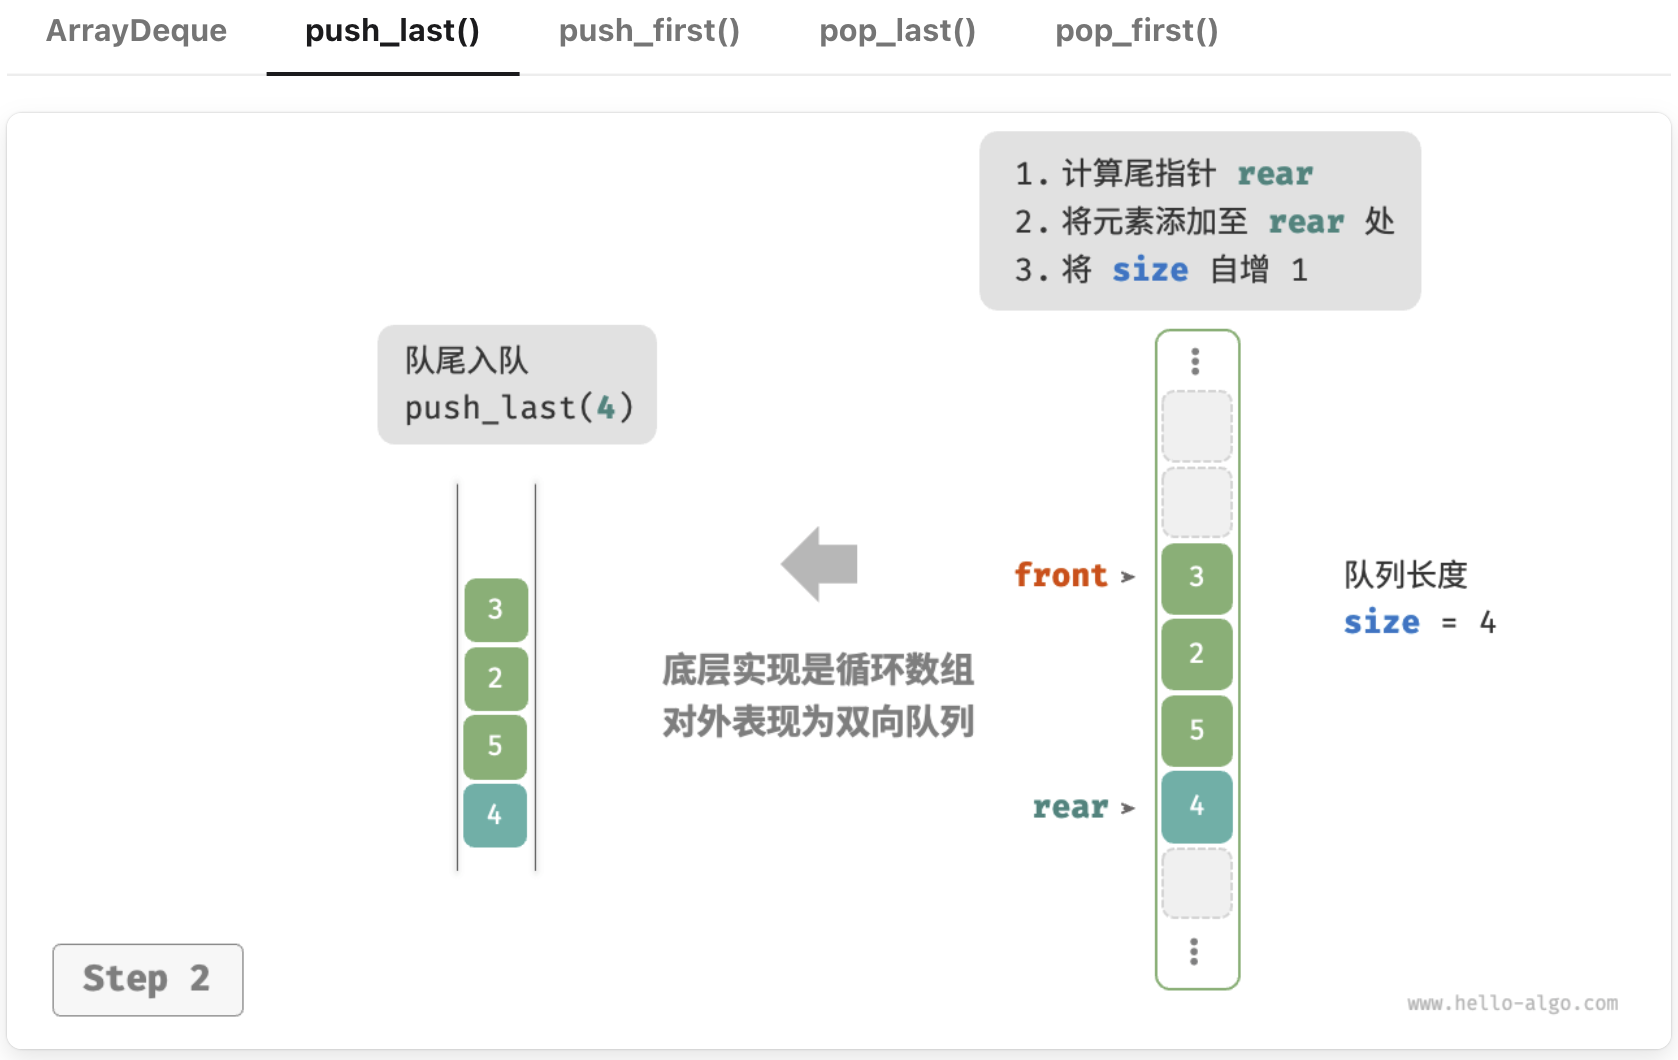 ArrayDeque
push_last()
push_first()
pop_last()
pop_first()
1. 计算尾指针 rear
2. 将元素添加至 rear 处
3. 将 size 自增 1
队尾入队
push_last(4)
3
2
5
4
底层实现是循环数组
对外表现为双向队列
front
3
2
5
rear
4
队列长度
size = 4
Step 2
www.hello-algo.com